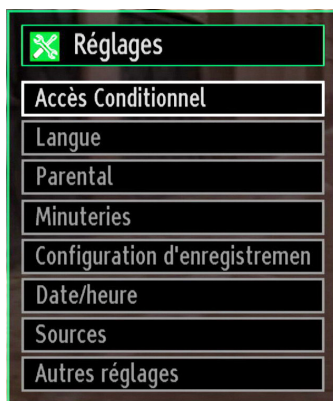 Réglages
Accès Conditionnel
Langue
Parental
Minuteries
Configuration d'enregistremen
Date/heure
Sources
Autres réglages